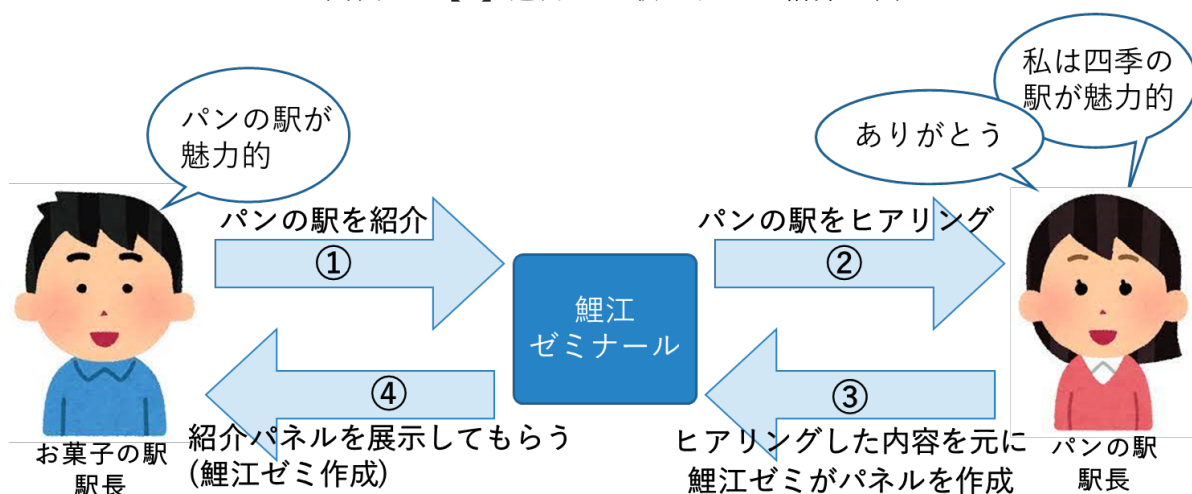 パンの駅が
魅力的
私は四季の
駅が魅力的
ありがとう
パンの駅を紹介
①
パンの駅をヒアリング
②
鯉江
ゼミナール
④
紹介パネルを展示してもらう
(鯉江ゼミ作成)
③
ヒアリングした内容を元に
鯉江ゼミがパネルを作成
お菓子の駅
駅長
パンの駅
駅長